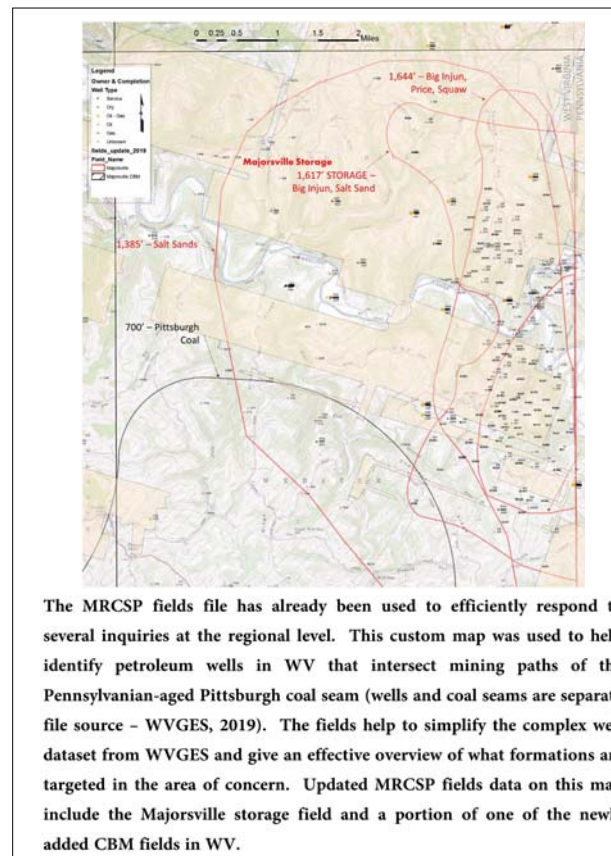 0 0.25 0.5 1 1.5 2
Miles
Legend
Owner & Completion
Well Type
Service
Dry
Oil - Gas
Oil
Gas
Unknown
fields_update_2019
Field_Name
Majorsville
Majorsville CBM
WEST VIRGINIA
PENNSYLVANIA
1,644' – Big Injun,
Price, Squaw
Majorsville Storage
1,617' STORAGE –
Big Injun, Salt Sand
1,385' – Salt Sands
700' – Pittsburgh
Coal
The MRCSP fields file has already been used to efficiently respond t
several inquiries at the regional level. This custom map was used to hel
identify petroleum wells in WV that intersect mining paths of th
Pennsylvanian-aged Pittsburgh coal seam (wells and coal seams are separat
file source – WVGES, 2019). The fields help to simplify the complex we
dataset from WVGES and give an effective overview of what formations ar
targeted in the area of concern. Updated MRCSP fields data on this ma
include the Majorsville storage field and a portion of one of the newl
added CBM fields in WV.